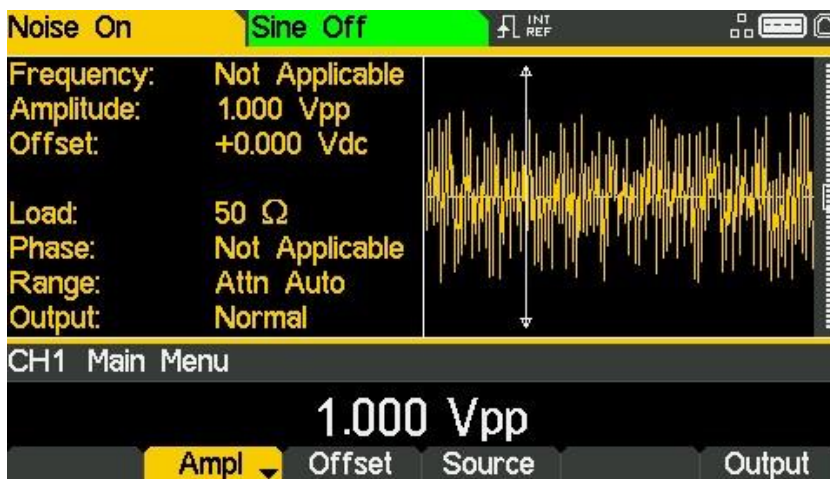 Noise On Sine Off INT REF
Frequency: Not Applicable
Amplitude: 1.000 Vpp
Offset: +0.000 Vdc
Load: 50 Ω
Phase: Not Applicable
Range: Attn Auto
Output: Normal
CH1 Main Menu
1.000 Vpp
Ampl Offset Source Output